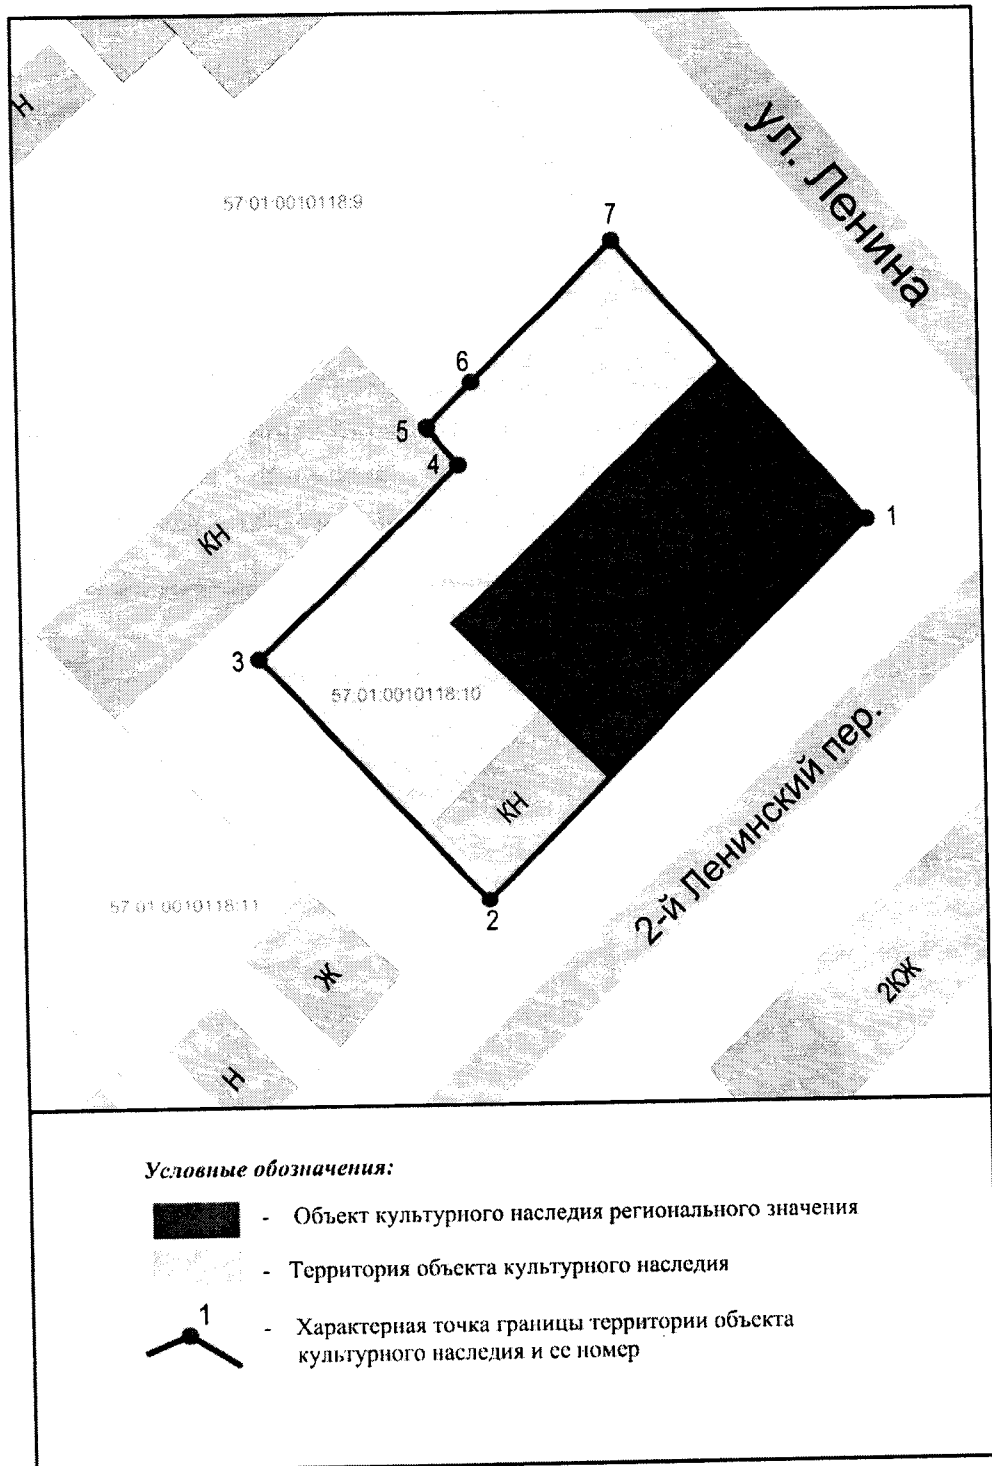 Н
ул. Ленина
57:01:0010118:9
7
6
5
4
1
КН
3
57:01:0010118:10
2-й Ленинский пер.
КН
57:01:0010118:11
2
Ж
2КЖ
Н
Условные обозначения:
- Объект культурного наследия регионального значения
- Территория объекта культурного наследия
1
- Характерная точка границы территории объекта
культурного наследия и ее номер